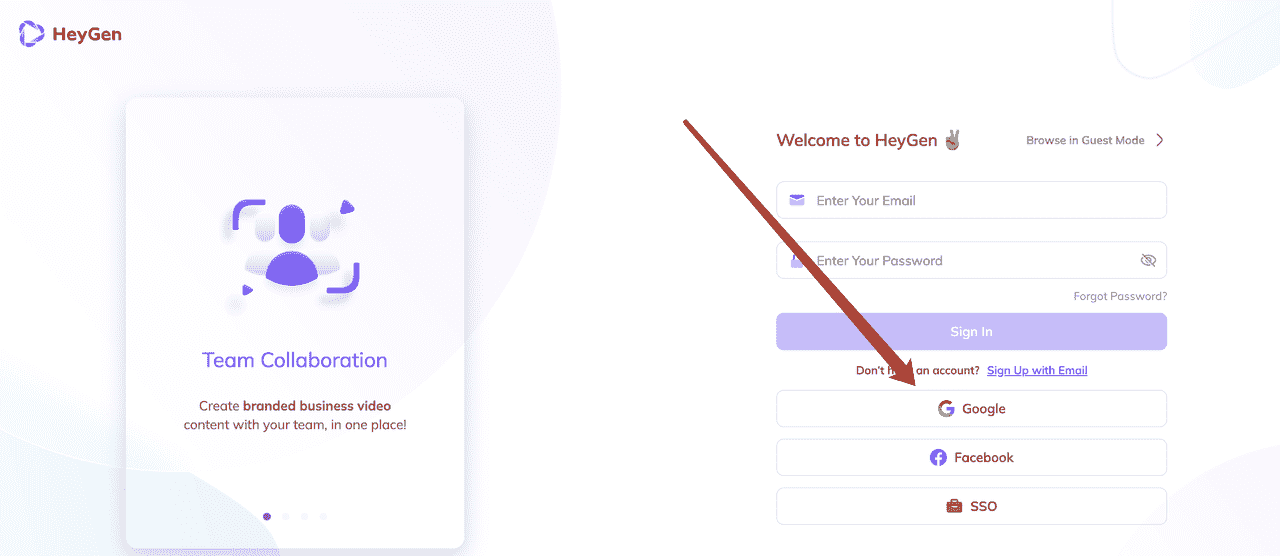 HeyGen
Team Collaboration
Create branded business video
content with your team, in one place!
Welcome to HeyGen ✌
Browse in Guest Mode
Enter Your Email
Enter Your Password
Forgot Password?
Sign In
Don't an account? Sign Up with Email
Google
Facebook
SSO